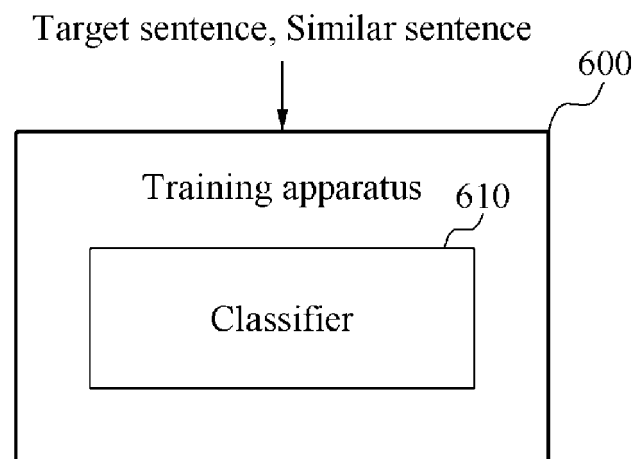 Target sentence, Similar sentence
600
Training apparatus
610
Classifier